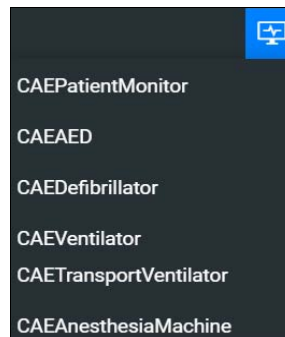 CAEPatientMonitor
CAEAED
CAEDefibrillator
CAEVentilator
CAETransportVentilator
CAEAnesthesiaMachine